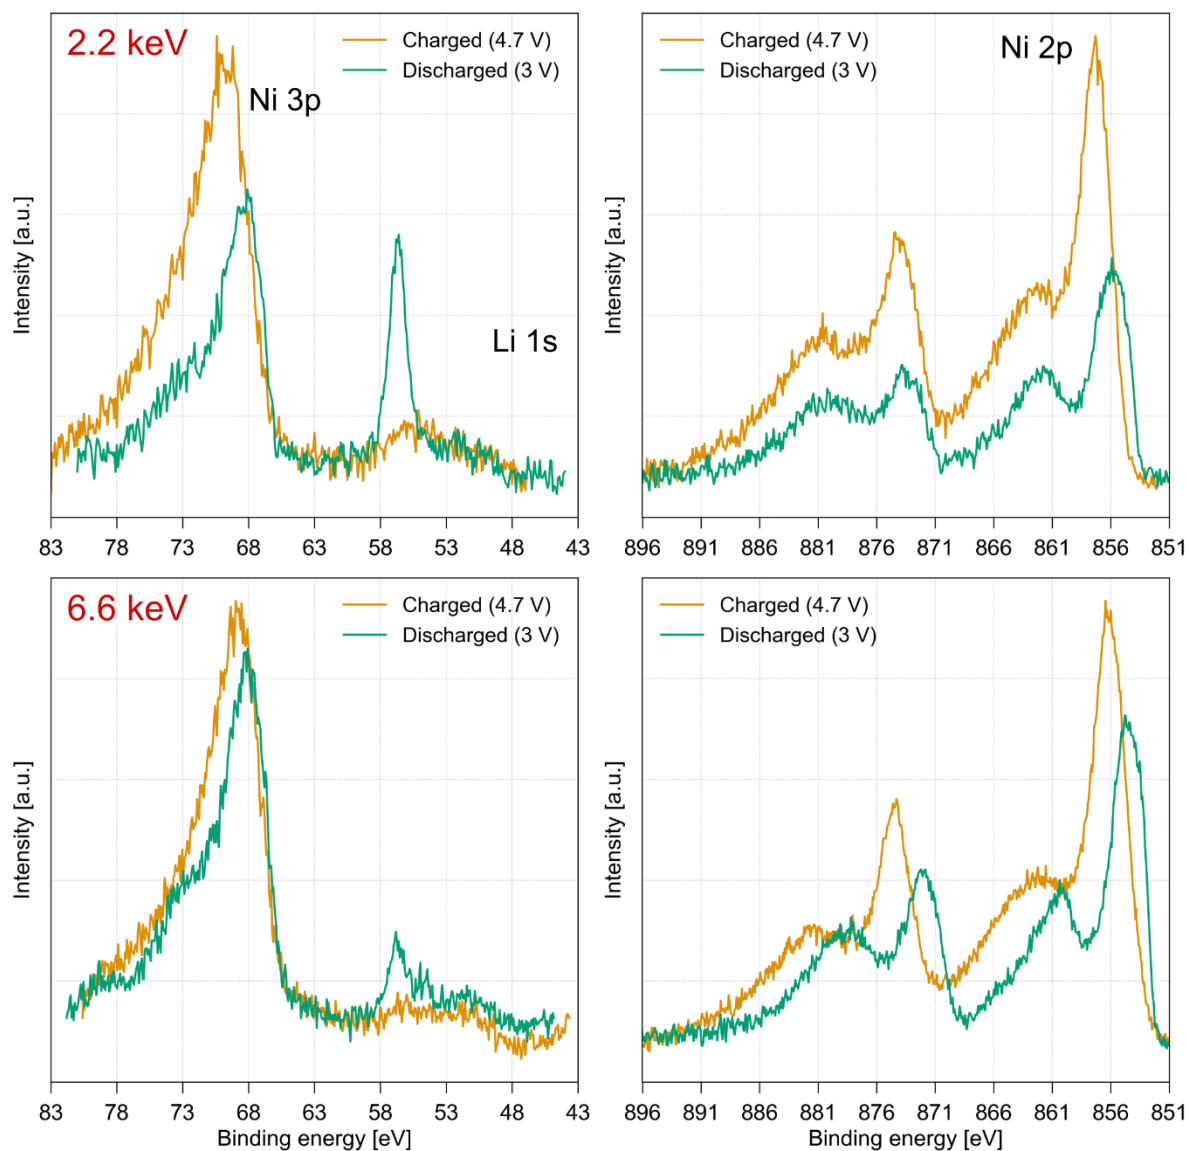 2.2 keV
Charged (4.7 V)
Discharged (3 V)
Ni 3p
Li 1s
Intensity [a.u.]
83 78 73 68 63 58 53 48 43
Charged (4.7 V)
Discharged (3 V)
Ni 2p
Intensity [a.u.]
896 891 886 881 876 871 866 861 856 851
6.6 keV
Charged (4.7 V)
Discharged (3 V)
Intensity [a.u.]
83 78 73 68 63 58 53 48 43
Binding energy [eV]
Charged (4.7 V)
Discharged (3 V)
Intensity [a.u.]
896 891 886 881 876 871 866 861 856 851
Binding energy [eV]